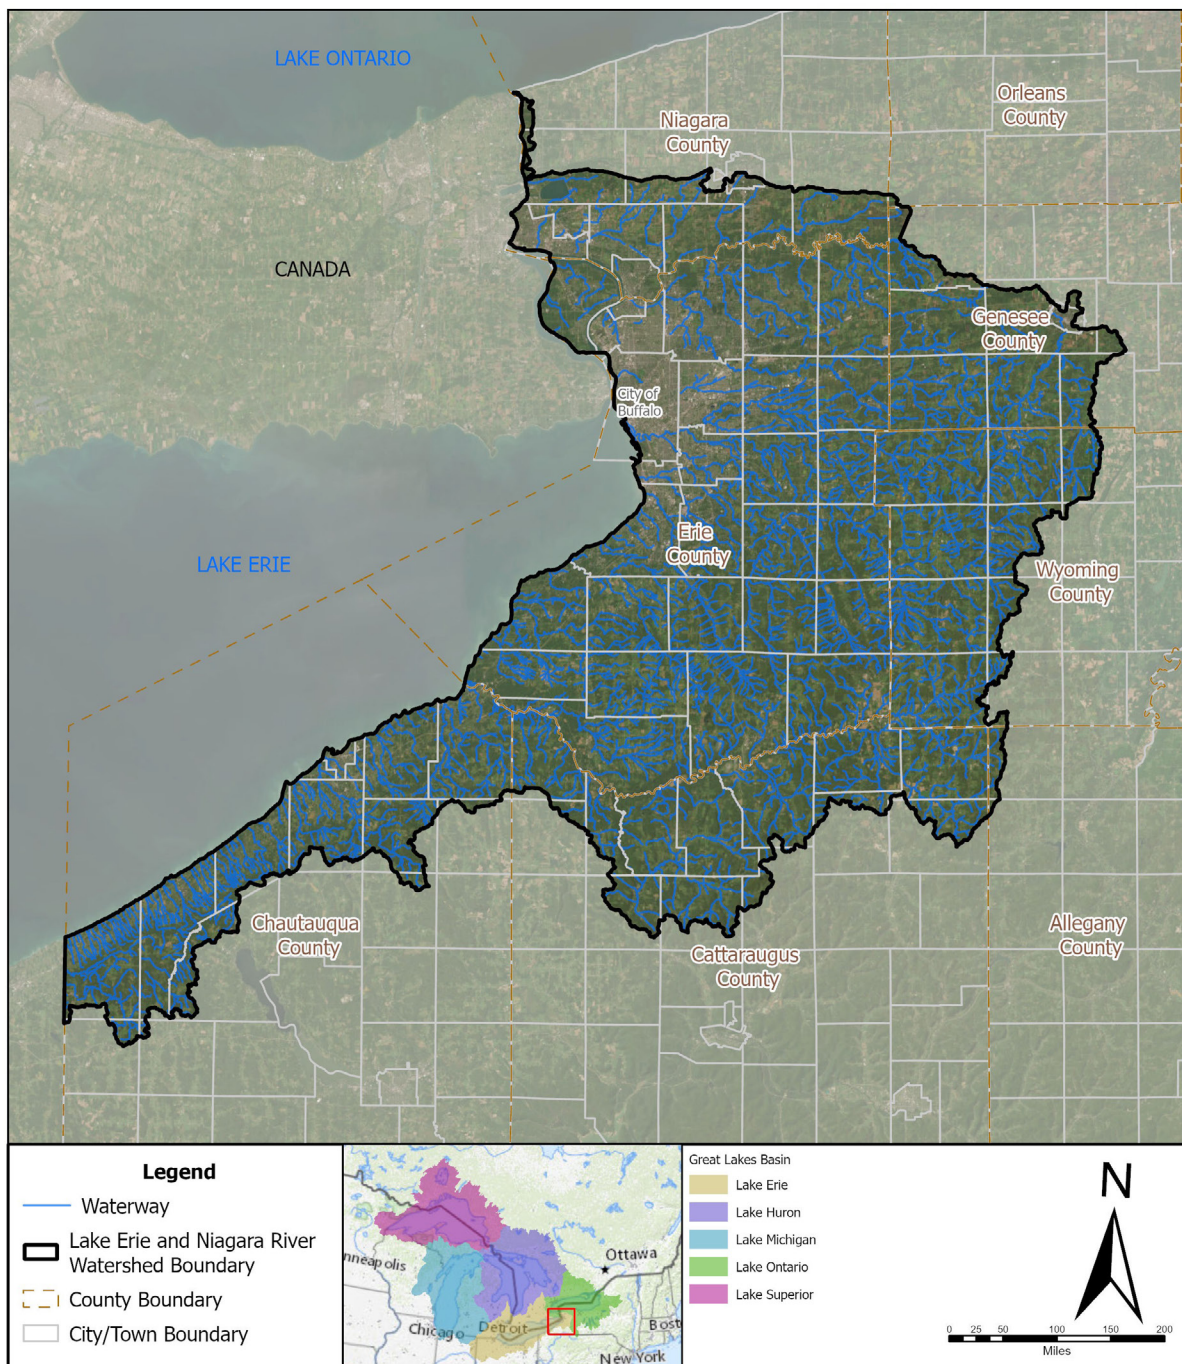 LAKE ONTARIO
Orleans
County
Niagara
County
CANADA
Genesee
County
City of
Buffalo
Erie
County
LAKE ERIE
Wyoming
County
Chautauqua
County
Cattaraugus
County
Allegany
County
Legend
Waterway
Lake Erie and Niagara River
Watershed Boundary
County Boundary
City/Town Boundary
nneapolis
Ottawa
Chicago
Detroit
Bost
New York
Great Lakes Basin
Lake Erie
Lake Huron
Lake Michigan
Lake Ontario
Lake Superior
N
0 25 50 100 150 200
Miles